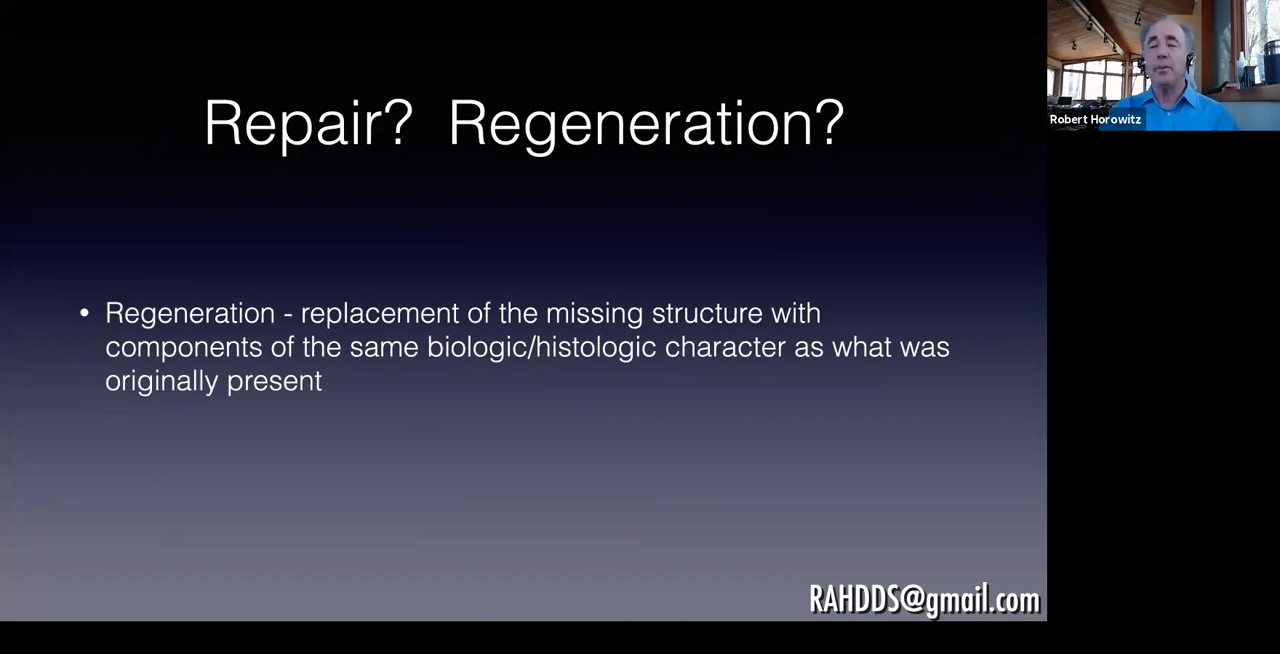 Repair? Regeneration?
• Regeneration - replacement of the missing structure with
components of the same biologic/histologic character as what was
originally present
RAHDDS@gmail.com
Robert Horowitz